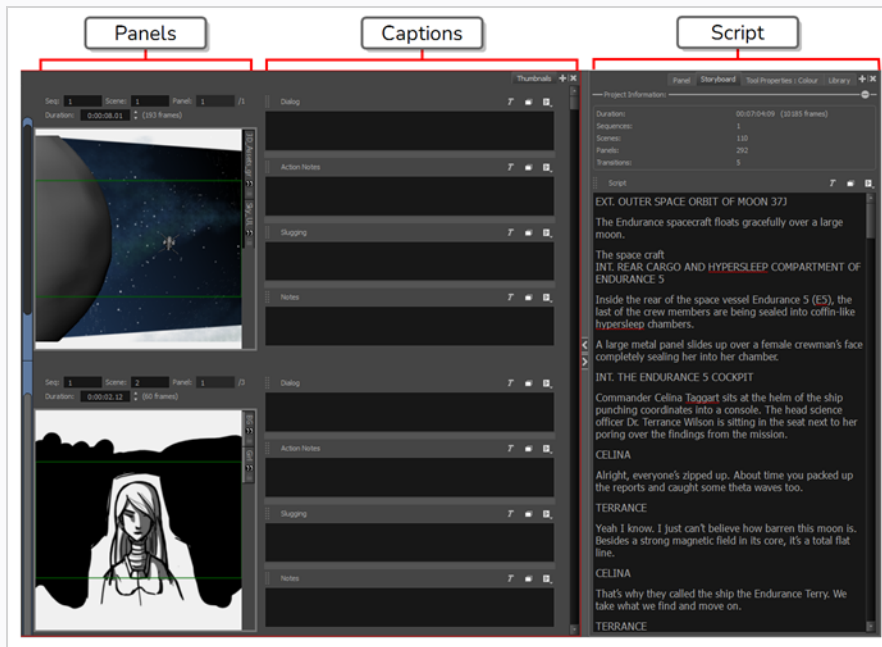 Panels
Captions
Script
Thumbnails
Panel Storyboard Tool Properties : Colour Library
Seq: 1 Scene: 1 Panel: 1 /1
Duration: 0:00:08.01 (193 frames)
Dialog
Action Notes
Slugging
Notes
Seq: 1 Scene: 2 Panel: 1 /3
Duration: 0:00:02.12 (60 frames)
Dialog
Action Notes
Slugging
Notes
Project Information:
Duration: 00:07:04:09 (10185 frames)
Sequences: 1
Scenes: 110
Panels: 292
Transitions: 5
Script
EXT. OUTER SPACE ORBIT OF MOON 37J
The Endurance spacecraft floats gracefully over a large
moon.
The space craft
INT. REAR CARGO AND HYPERSLEEP COMPARTMENT OF
ENDURANCE 5
Inside the rear of the space vessel Endurance 5 (E5), the
last of the crew members are being sealed into coffin-like
hypersleep chambers.
A large metal panel slides up over a female crewman's face
completely sealing her into her chamber.
INT. THE ENDURANCE 5 COCKPIT
Commander Celina Taggart sits at the helm of the ship
punching coordinates into a console. The head science
officer Dr. Terrance Wilson is sitting in the seat next to her
poring over the findings from the mission.
CELINA
Alright, everyone's zipped up. About time you packed up
the reports and caught some theta waves too.
TERRANCE
Yeah I know. I just can't believe how barren this moon is.
Besides a strong magnetic field in its core, it's a total flat
line.
CELINA
That's why they called the ship the Endurance Terry. We
take what we find and move on.
TERRANCE